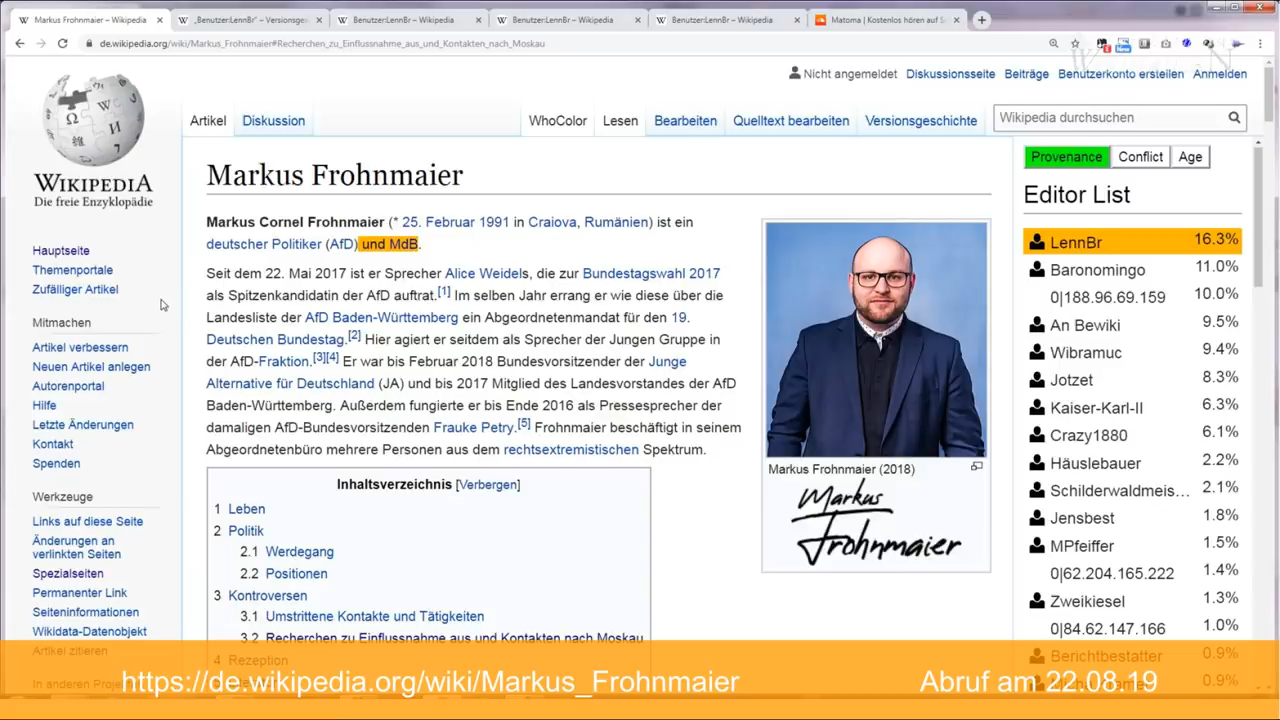 Markus Frohnmaier – Wikipedia
„Benutzer:LennBr“ – Versionsges
Benutzer:LennBr – Wikipedia
Benutzer:LennBr – Wikipedia
Benutzer:LennBr – Wikipedia
Matoma | Kostenlos hören auf S
de.wikipedia.org/wiki/Markus_Frohnmaier#Recherchen_zu_Einflussnahme_aus_und_Kontakten_nach_Moskau
Nicht angemeldet Diskussionsseite Beiträge Benutzerkonto erstellen Anmelden
Artikel Diskussion WhoColor Lesen Bearbeiten Quelltext bearbeiten Versionsgeschichte Wikipedia durchsuchen
WIKIPEDIA
Die freie Enzyklopädie
Hauptseite
Themenportale
Zufälliger Artikel
Mitmachen
Artikel verbessern
Neuen Artikel anlegen
Autorenportal
Hilfe
Letzte Änderungen
Kontakt
Spenden
Werkzeuge
Links auf diese Seite
Änderungen an
verlinkten Seiten
Spezialseiten
Permanenter Link
Seiteninformationen
Wikidata-Datenobjekt
Artikel zitieren
Markus Frohnmaier
Markus Cornel Frohnmaier (* 25. Februar 1991 in Craiova, Rumänien) ist ein
deutscher Politiker (AfD) und MdB.
Seit dem 22. Mai 2017 ist er Sprecher Alice Weidels, die zur Bundestagswahl 2017
als Spitzenkandidatin der AfD auftrat.[1] Im selben Jahr errang er wie diese über die
Landesliste der AfD Baden-Württemberg ein Abgeordnetenmandat für den 19.
Deutschen Bundestag.[2] Hier agiert er seitdem als Sprecher der Jungen Gruppe in
der AfD-Fraktion.[3][4] Er war bis Februar 2018 Bundesvorsitzender der Junge
Alternative für Deutschland (JA) und bis 2017 Mitglied des Landesvorstandes der AfD
Baden-Württemberg. Außerdem fungierte er bis Ende 2016 als Pressesprecher der
damaligen AfD-Bundesvorsitzenden Frauke Petry.[5] Frohnmaier beschäftigt in seinem
Abgeordnetenbüro mehrere Personen aus dem rechtsextremistischen Spektrum.
Inhaltsverzeichnis [Verbergen]
1 Leben
2 Politik
2.1 Werdegang
2.2 Positionen
3 Kontroversen
3.1 Umstrittene Kontakte und Tätigkeiten
3.2 Recherchen zu Einflussnahme aus und Kontakten nach Moskau
4 Rezeption
Markus Frohnmaier (2018)
Markus
Frohnmaier
Provenance Conflict Age
Editor List
LennBr 16.3%
Baronomingo 11.0%
0|188.96.69.159 10.0%
An Bewiki 9.5%
Wibramuc 9.4%
Jotzet 8.3%
Kaiser-Karl-II 6.3%
Crazy1880 6.1%
Häuslebauer 2.2%
Schilderwaldmeis... 2.1%
Jensbest 1.8%
MPfeiffer 1.5%
0|62.204.165.222 1.4%
Zweikiesel 1.3%
0|84.62.147.166 1.0%
Berichtbestatter 0.9%
0.9%
https://de.wikipedia.org/wiki/Markus_Frohnmaier
Abruf am 22.08.19